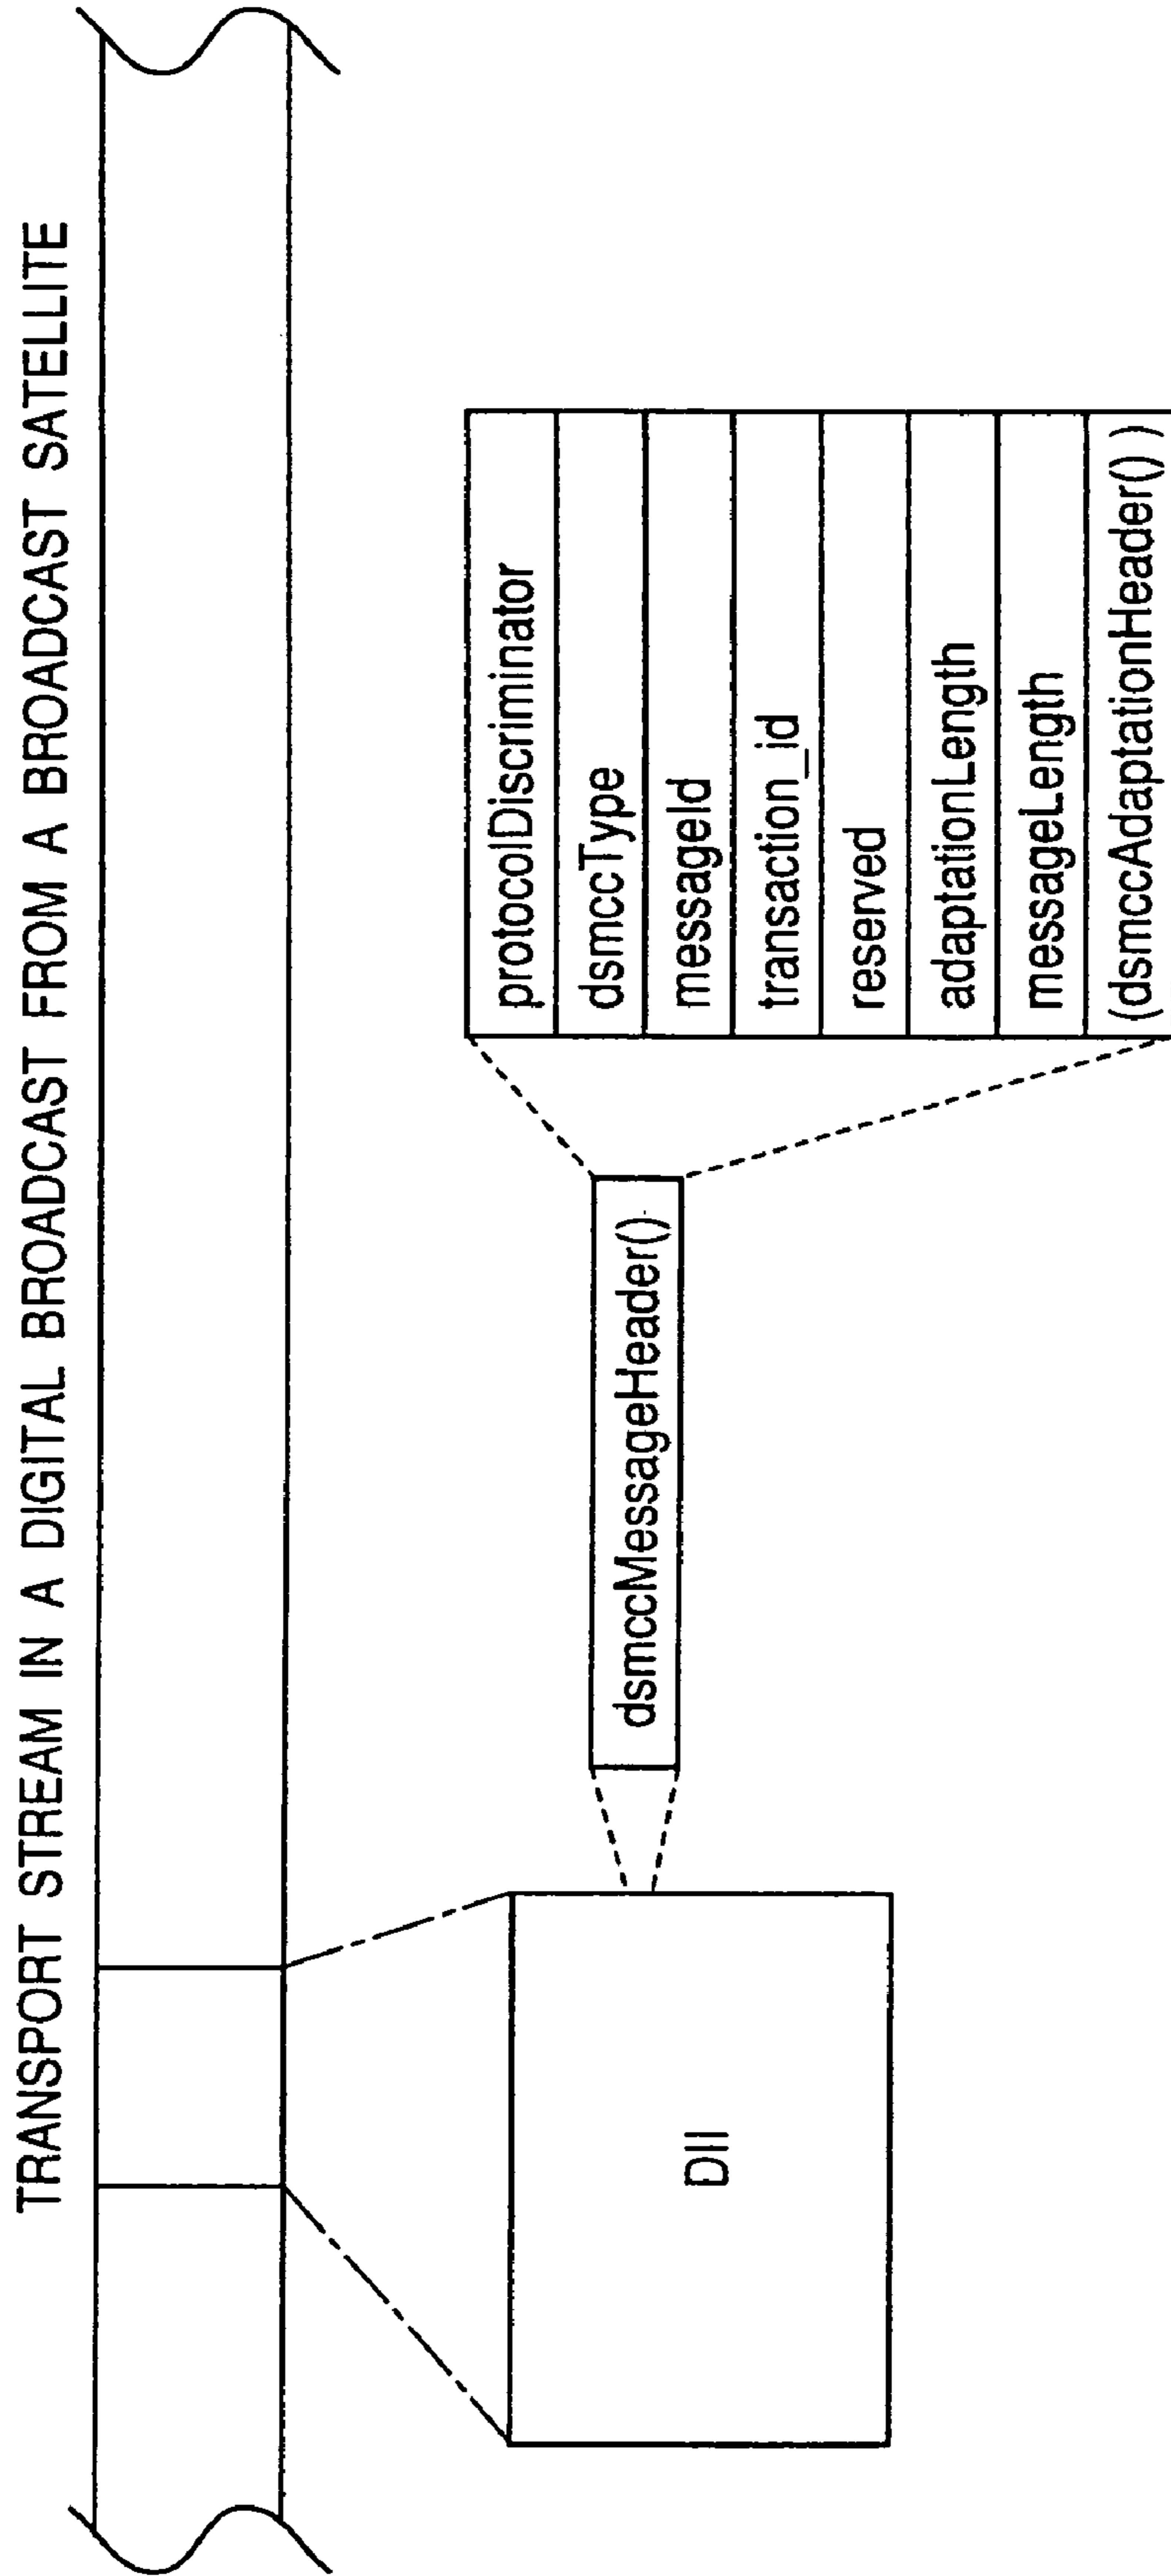 TRANSPORT STREAM IN A DIGITAL BROADCAST FROM A BROADCAST SATELLITE
DII
dsmccMessageHeader()
protocolDiscriminator
dsmccType
messageId
transaction_id
reserved
adaptationLength
messageLength
(dsmccAdaptationHeader() )